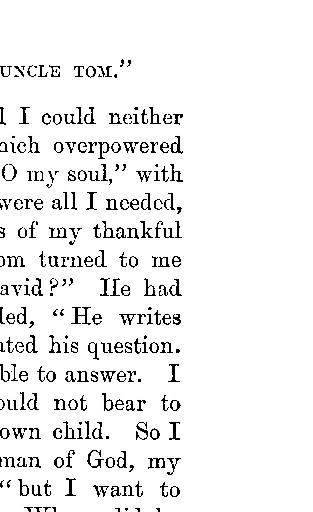 UNCLE TOM."
l I could neither
hich overpowered
O my soul," with
were all I needed,
s of my thankful
om turned to me
avid?" He had
led, "He writes
ated his question.
ble to answer. I
ould not bear to
own child. So I
man of God, my
"but I want to